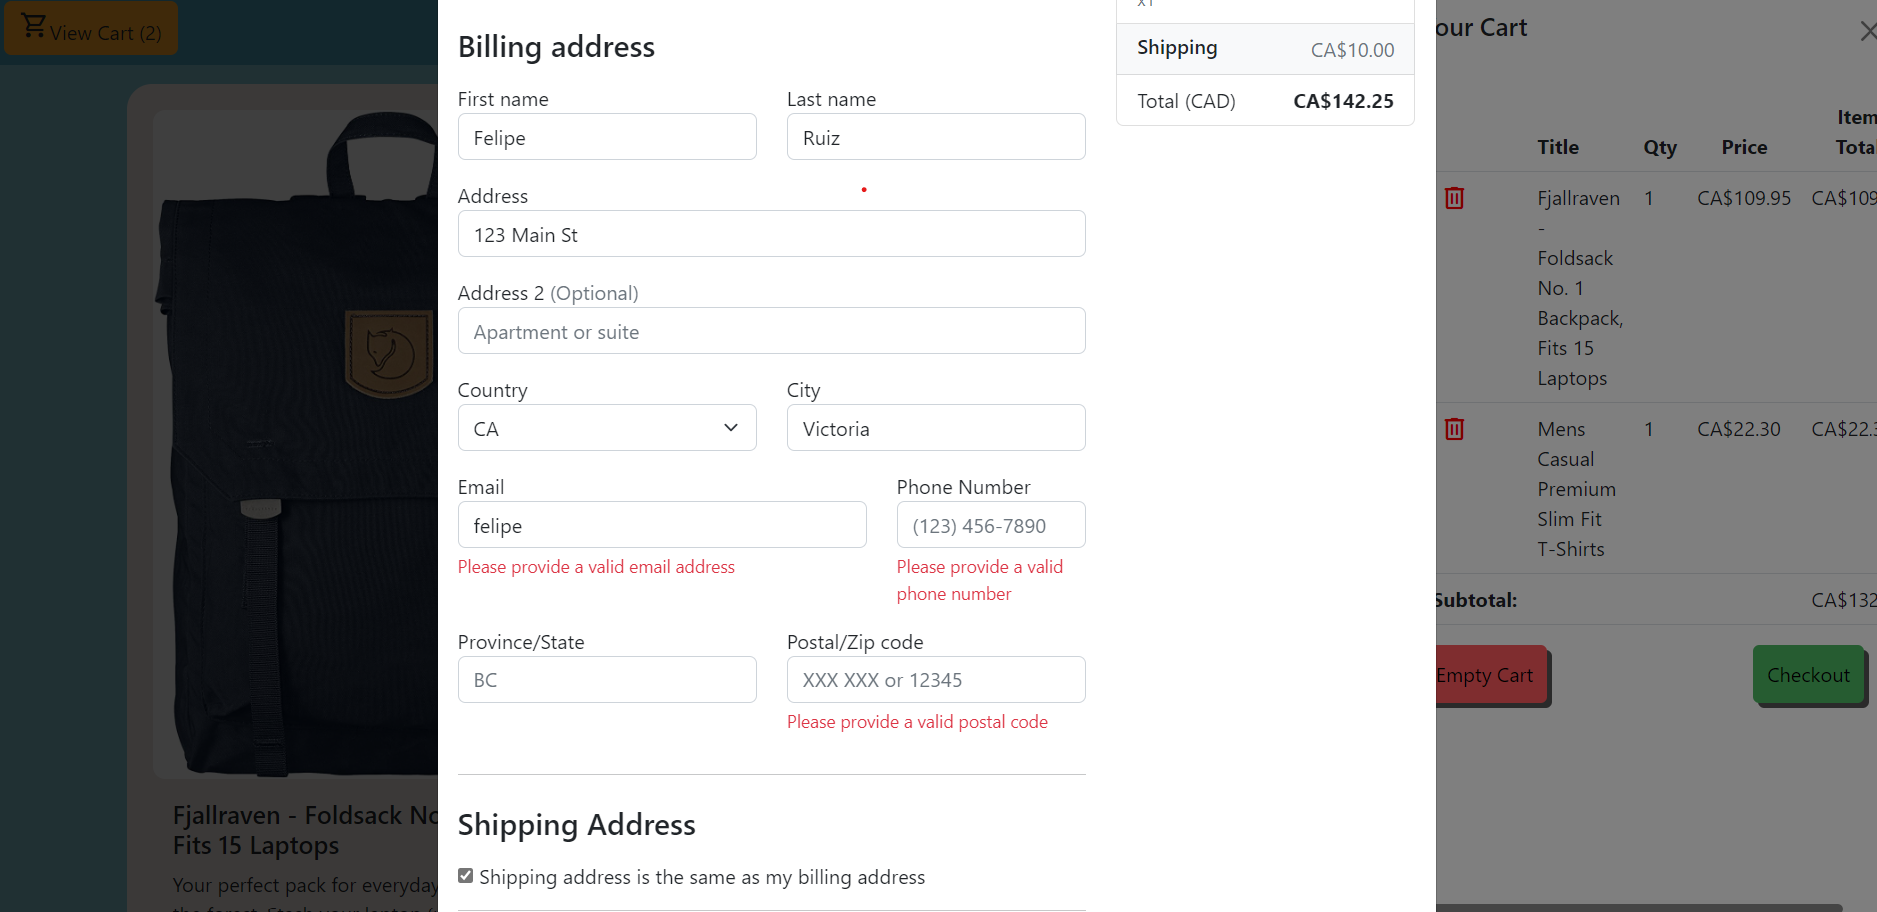 View Cart (2)
Fjallraven - Foldsack No
Fits 15 Laptops
Your perfect pack for everyday
Billing address
First name
Felipe
Last name
Ruiz
Address
123 Main St
Address 2 (Optional)
Apartment or suite
Country
CA
City
Victoria
Email
felipe
Please provide a valid email address
Phone Number
(123) 456-7890
Please provide a valid
phone number
Province/State
BC
Postal/Zip code
XXX XXX or 12345
Please provide a valid postal code
Shipping Address
Shipping address is the same as my billing address
x1
Shipping CA$10.00
Total (CAD) CA$142.25
our Cart
Title Qty Price Item
Total
Fjallraven 1 CA$109.95 CA$109
-
Foldsack
No. 1
Backpack,
Fits 15
Laptops
Mens 1 CA$22.30 CA$22.3
Casual
Premium
Slim Fit
T-Shirts
Subtotal: CA$132
Empty Cart
Checkout